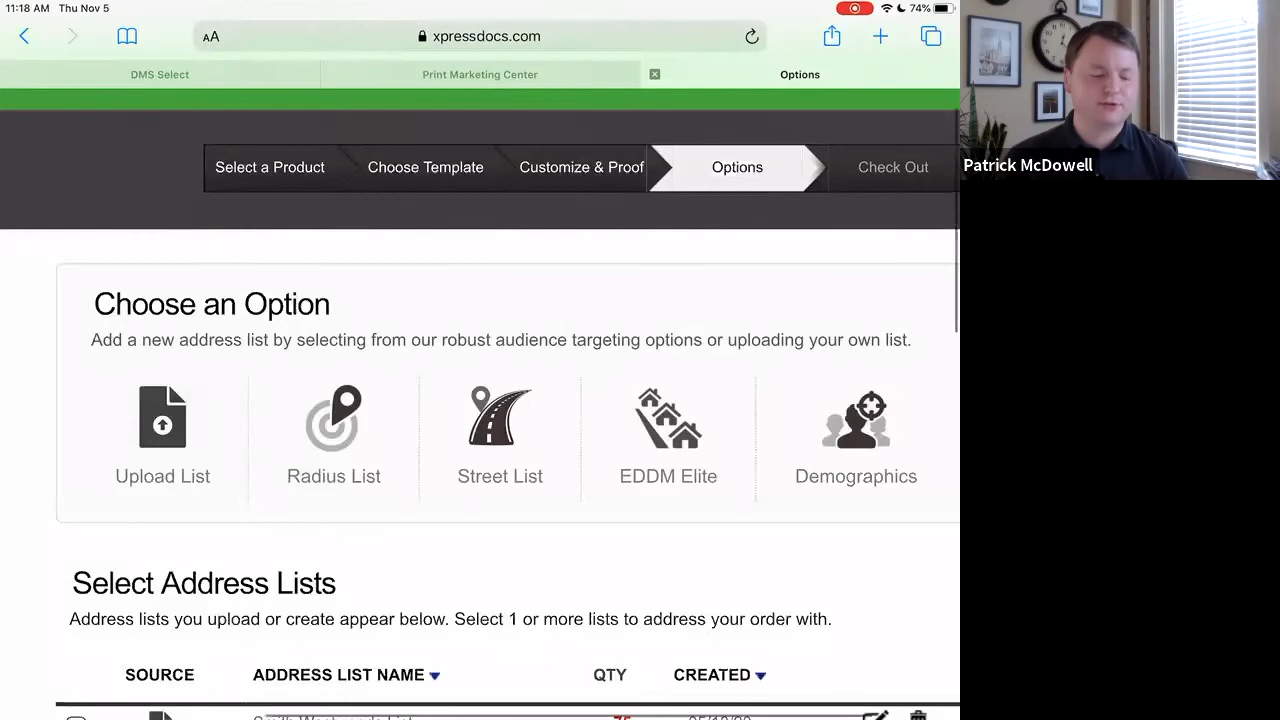 11:18 AM Thu Nov 5
74%
AA
xpressdocs.com
DMS Select
Print Marketing Center
Options
Select a Product
Choose Template
Customize & Proof
Options
Check Out
Patrick McDowell
Choose an Option
Add a new address list by selecting from our robust audience targeting options or uploading your own list.
Upload List
Radius List
Street List
EDDM Elite
Demographics
Select Address Lists
Address lists you upload or create appear below. Select 1 or more lists to address your order with.
SOURCE
ADDRESS LIST NAME
QTY
CREATED